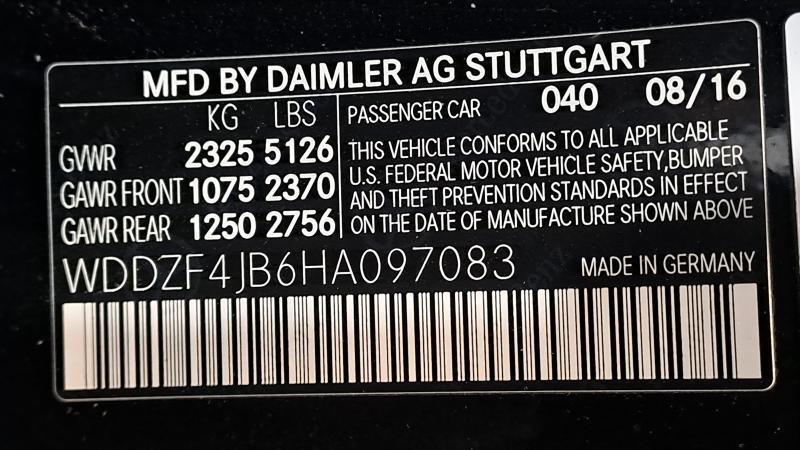 MFD BY DAIMLER AG STUTTGART
KG LBS
GVWR 2325 5126
GAWR FRONT 1075 2370
GAWR REAR 1250 2756
PASSENGER CAR 040 08/16
THIS VEHICLE CONFORMS TO ALL APPLICABLE
U.S. FEDERAL MOTOR VEHICLE SAFETY,BUMPER
AND THEFT PREVENTION STANDARDS IN EFFECT
ON THE DATE OF MANUFACTURE SHOWN ABOVE
WDDZF4JB6HA097083
MADE IN GERMANY